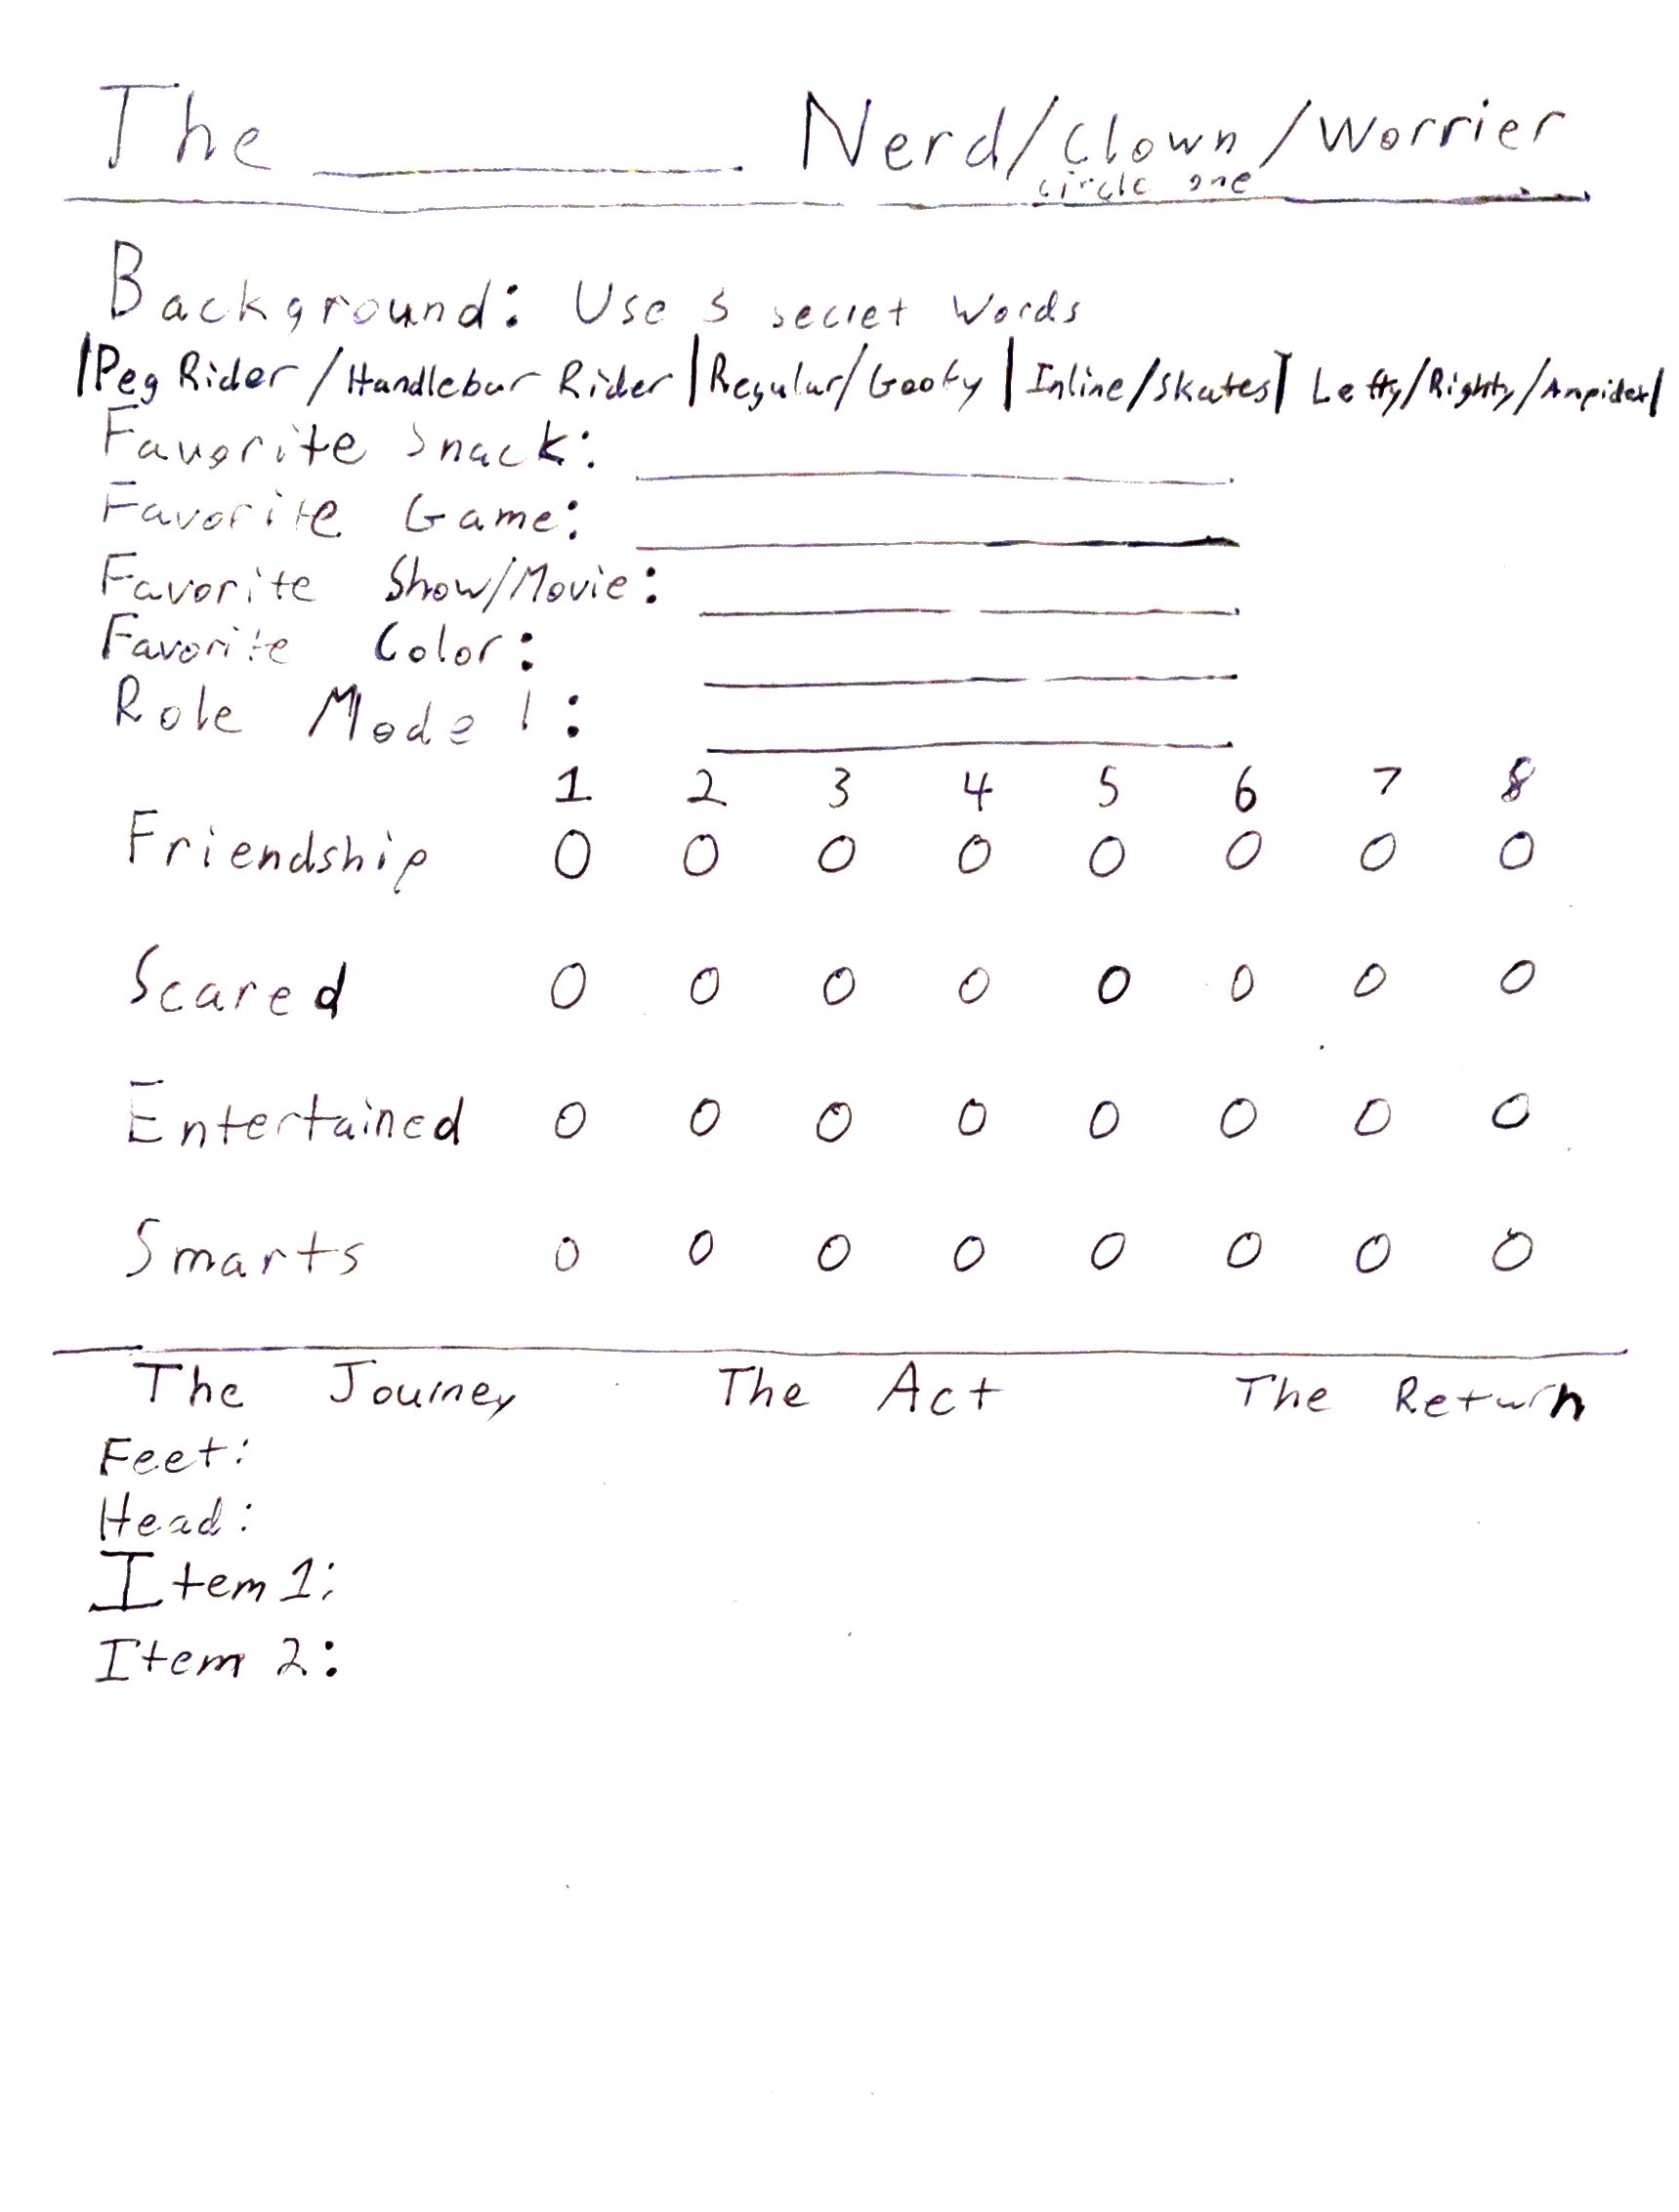 The ________. Nerd/Clown/Worrier
circle one
Background: Use 5 secret words
|Peg Rider/Handlebar Rider|Regular/Goofy|Inline/Skates| Lefty/Righty/Ampidex|
Favorite Snack: ________
Favorite Game: ________
Favorite Show/Movie: ________
Favorite Color: ________
Role Model: ________
1 2 3 4 5 6 7 8
Friendship O O O O O O O O
Scared O O O O O O O O
Entertained O O O O O O O O
Smarts O O O O O O O O
The Journey The Act The Return
Feet:
Head:
Item 1:
Item 2: